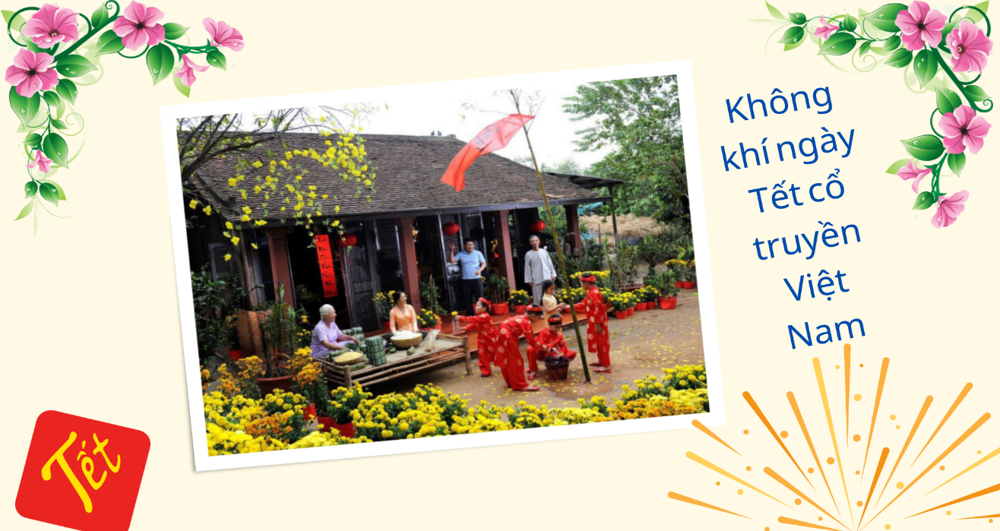 Không
khí ngày
Tết cổ
truyền
Việt
Nam
Tết